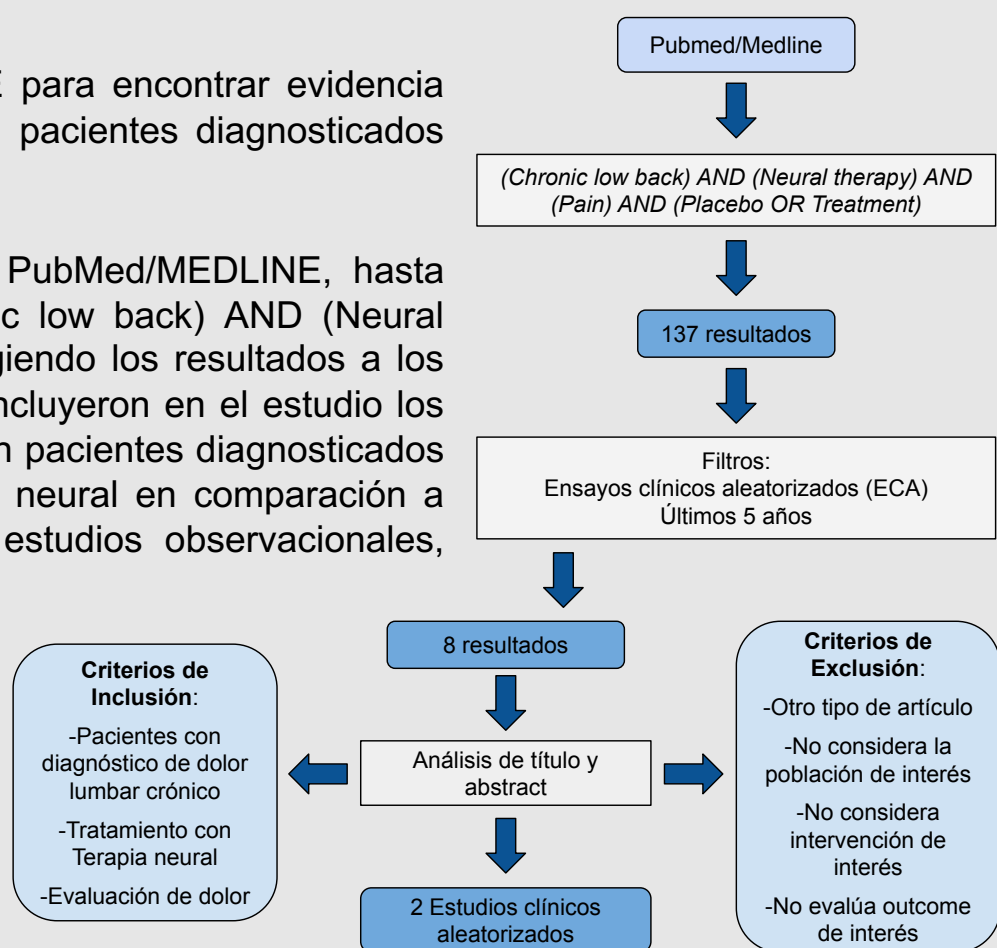 E para encontrar evidencia
pacientes diagnosticados
PubMed/MEDLINE, hasta
c low back) AND (Neural
giendo los resultados a los
ncluyeron en el estudio los
n pacientes diagnosticados
neural en comparación a
estudios observacionales,
Pubmed/Medline
(Chronic low back) AND (Neural therapy) AND
(Pain) AND (Placebo OR Treatment)
137 resultados
Filtros:
Ensayos clínicos aleatorizados (ECA)
Últimos 5 años
8 resultados
Criterios de
Inclusión:
-Pacientes con
diagnóstico de dolor
lumbar crónico
-Tratamiento con
Terapia neural
-Evaluación de dolor
Análisis de título y
abstract
Criterios de
Exclusión:
-Otro tipo de artículo
-No considera la
población de interés
-No considera
intervención de
interés
-No evalúa outcome
de interés
2 Estudios clínicos
aleatorizados